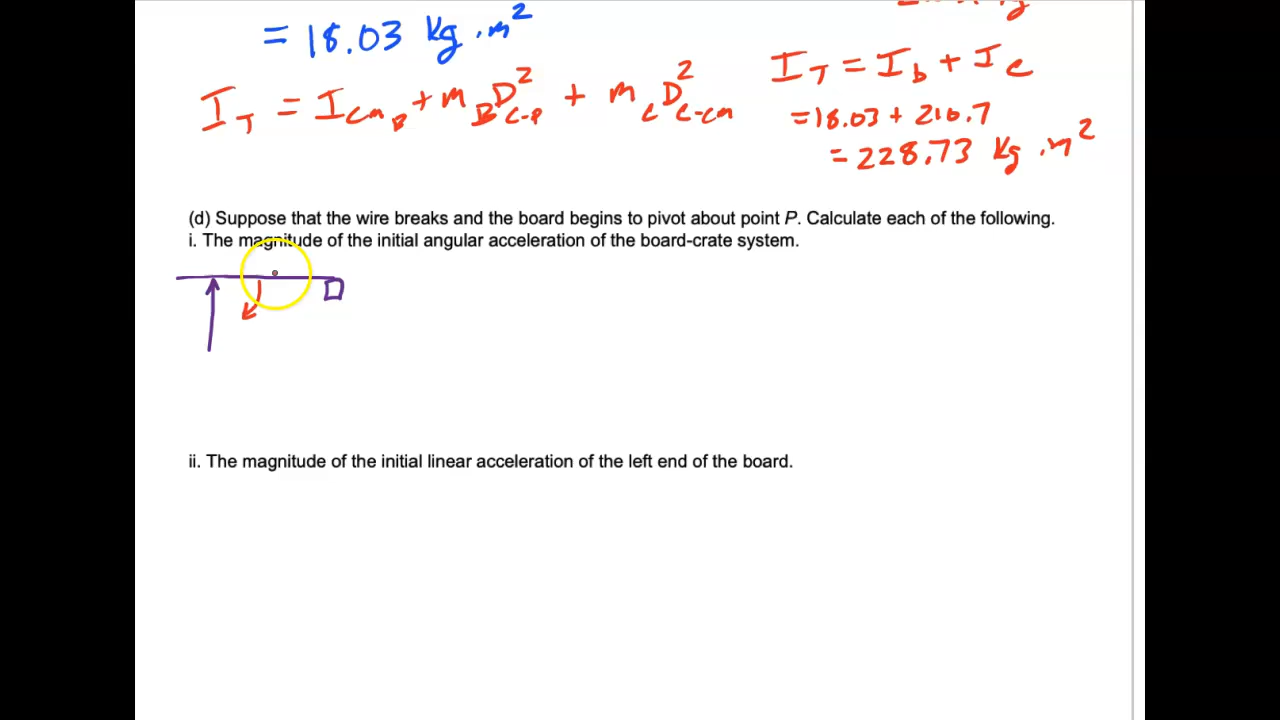 = 18.03 kg · m²
I_T = I_cm_B + m_B D²_C-P + m_C D²_C-cm
I_T = I_b + I_c
= 18.03 + 210.7
= 228.73 kg · m²
(d) Suppose that the wire breaks and the board begins to pivot about point P. Calculate each of the following.
i. The magnitude of the initial angular acceleration of the board-crate system.
ii. The magnitude of the initial linear acceleration of the left end of the board.